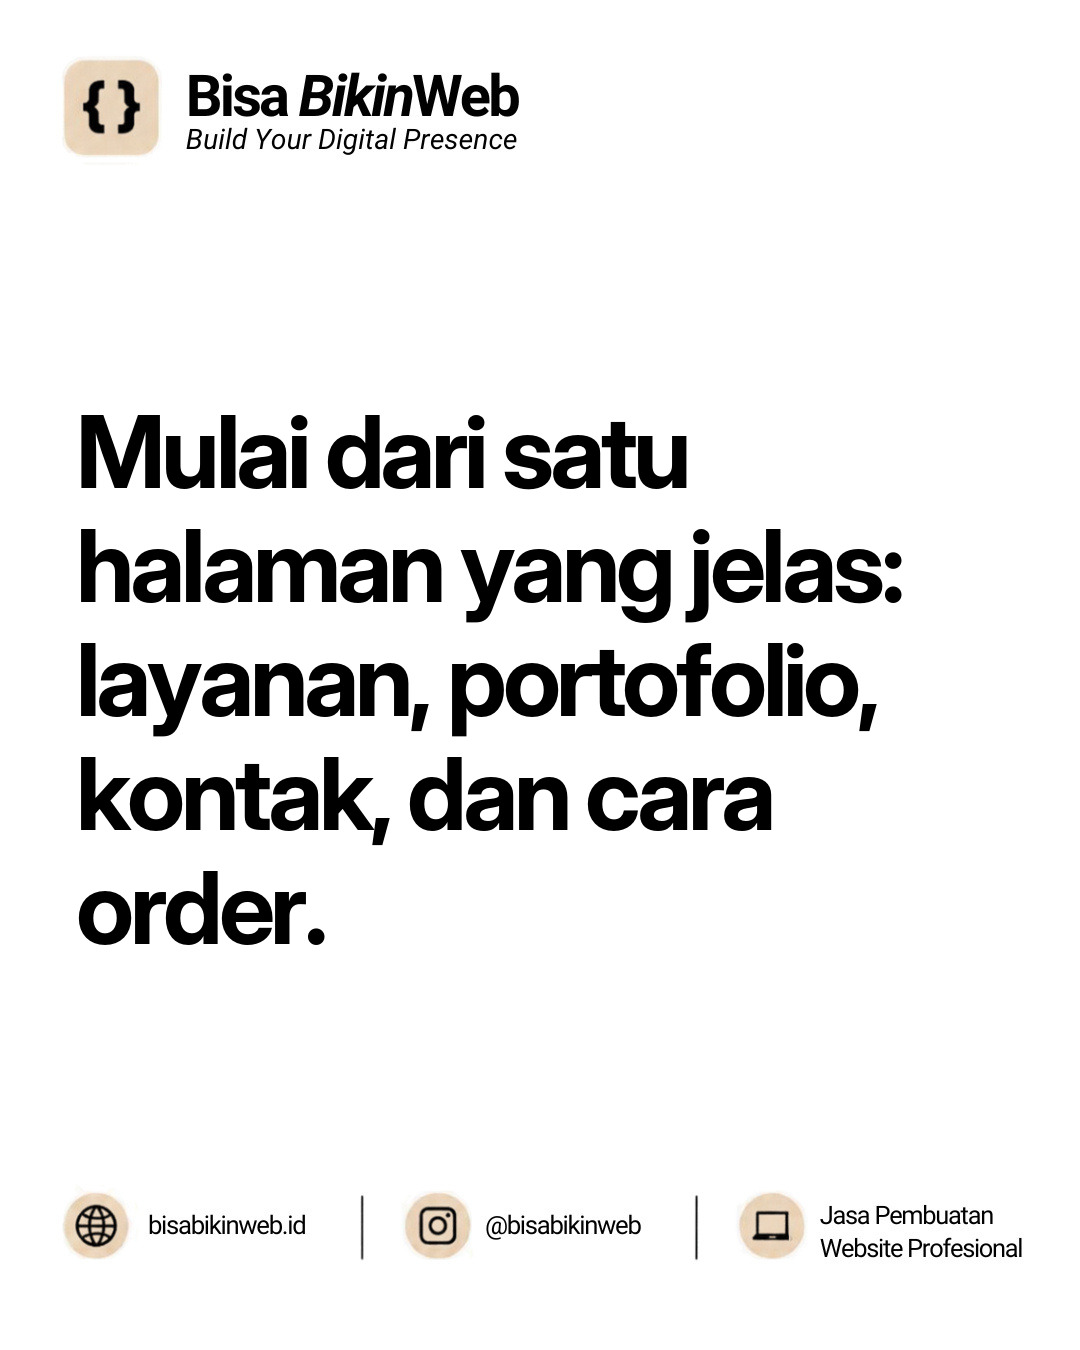 { }
Bisa BikinWeb
Build Your Digital Presence
Mulai dari satu
halaman yang jelas:
layanan, portofolio,
kontak, dan cara
order.
bisabikinweb.id
@bisabikinweb
Jasa Pembuatan
Website Profesional